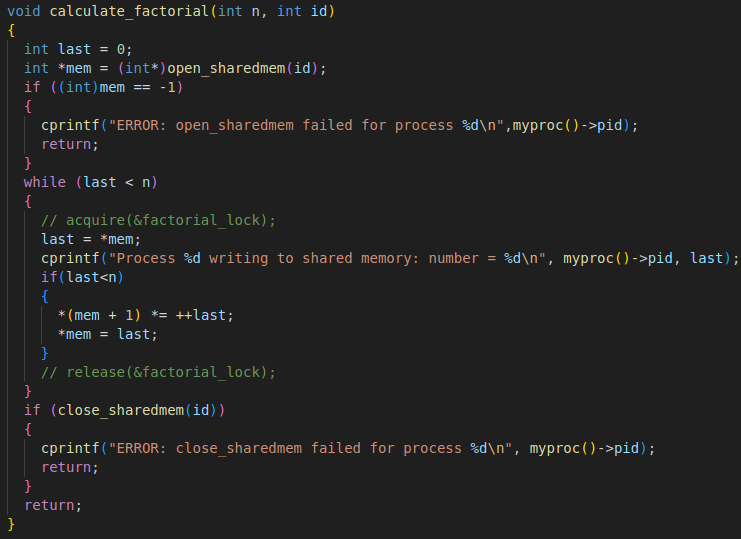 void calculate_factorial(int n, int id)
{
  int last = 0;
  int *mem = (int*)open_sharedmem(id);
  if ((int)mem == -1)
  {
    cprintf("ERROR: open_sharedmem failed for process %d\n",myproc()->pid);
    return;
  }
  while (last < n)
  {
    // acquire(&factorial_lock);
    last = *mem;
    cprintf("Process %d writing to shared memory: number = %d\n", myproc()->pid, last);
    if(last<n)
    {
      *(mem + 1) *= ++last;
      *mem = last;
    }
    // release(&factorial_lock);
  }
  if (close_sharedmem(id))
  {
    cprintf("ERROR: close_sharedmem failed for process %d\n", myproc()->pid);
    return;
  }
  return;
}